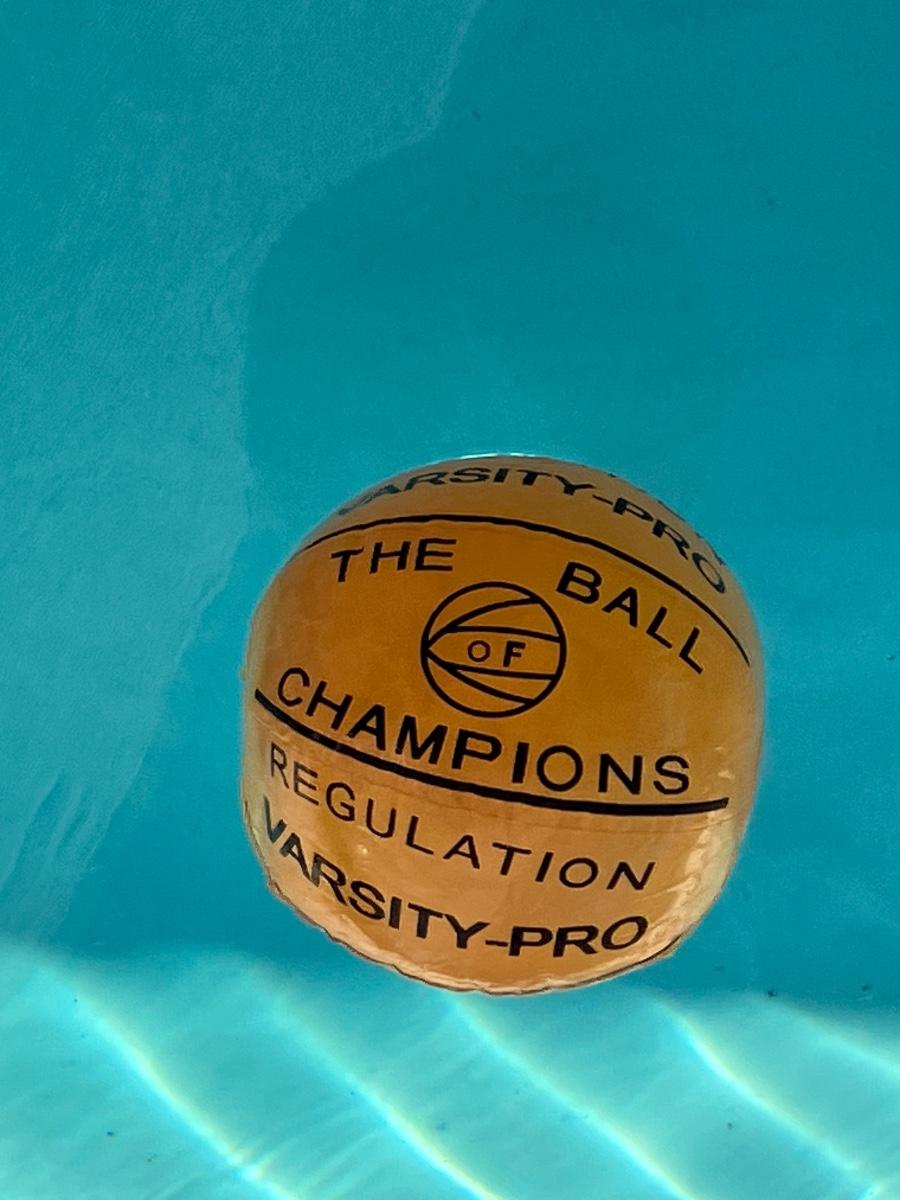 VARSITY-PRO
THE BALL
OF
CHAMPIONS
REGULATION
VARSITY-PRO